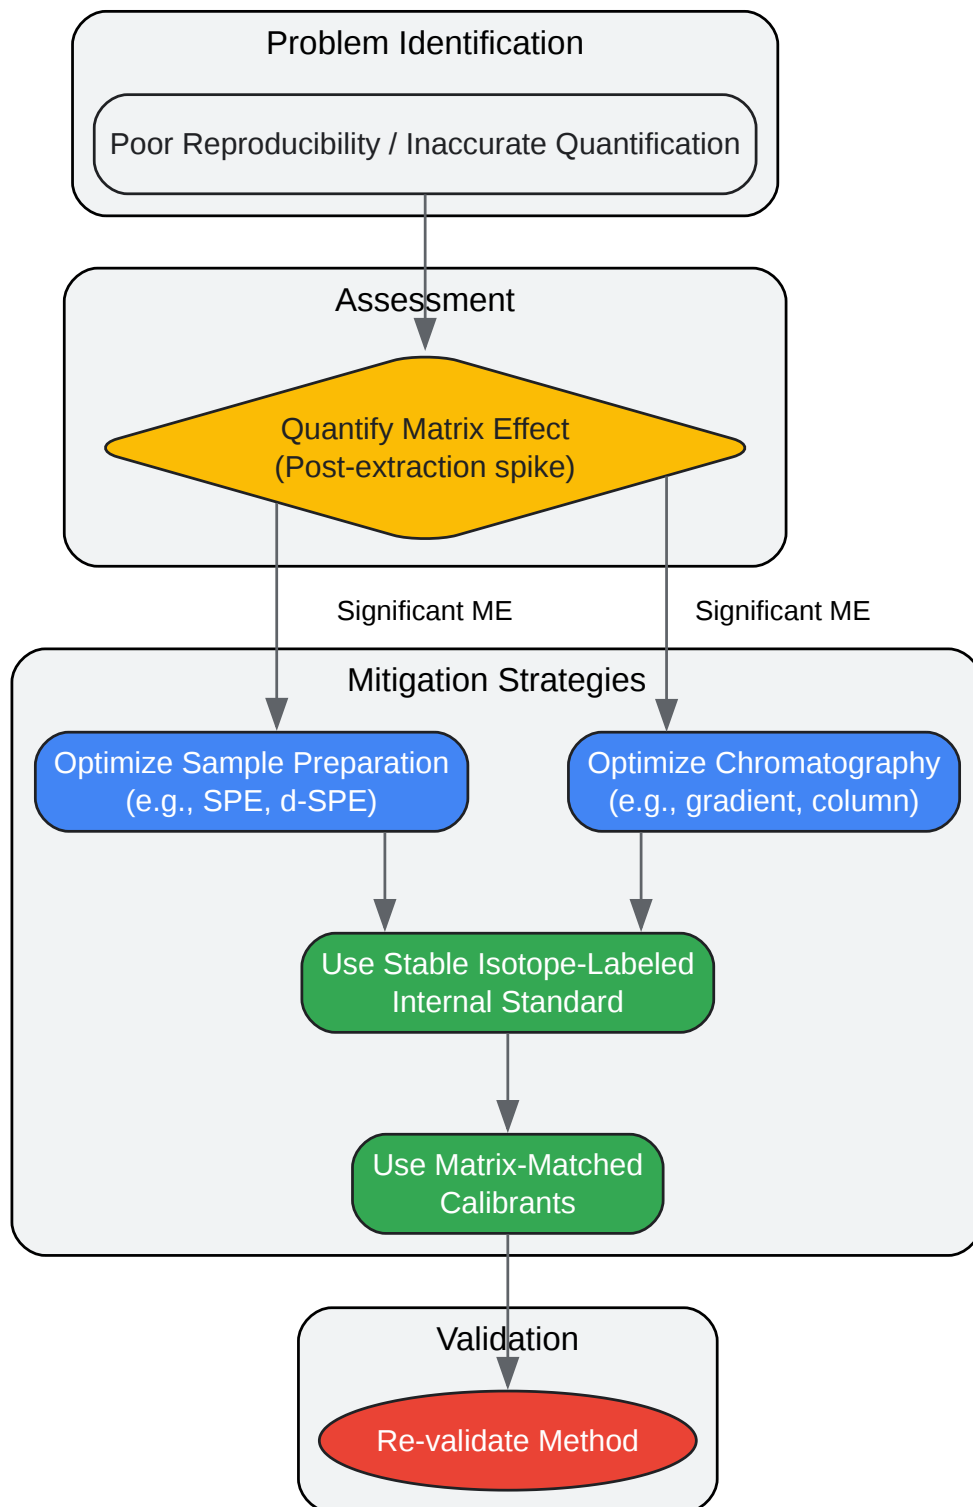 Problem Identification
Poor Reproducibility / Inaccurate Quantification
Assessment
Quantify Matrix Effect
(Post-extraction spike)
Significant ME
Significant ME
Mitigation Strategies
Optimize Sample Preparation
(e.g., SPE, d-SPE)
Optimize Chromatography
(e.g., gradient, column)
Use Stable Isotope-Labeled
Internal Standard
Use Matrix-Matched
Calibrants
Validation
Re-validate Method